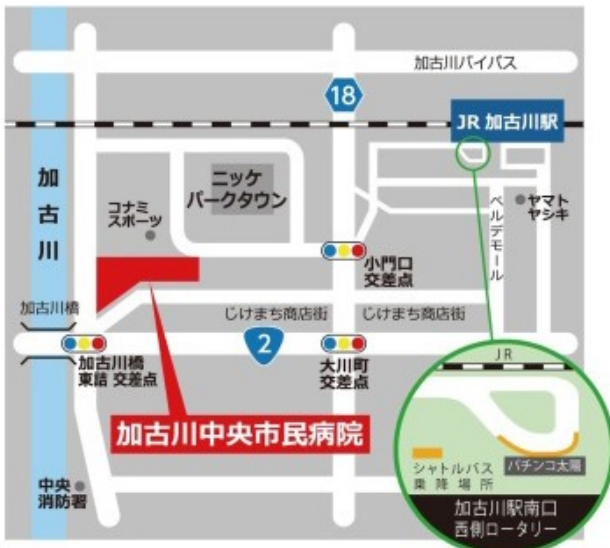 加古川バイパス
18
JR 加古川駅
加古川
ニッケ
パークタウン
コナミ
スポーツ
ベルデモール
ヤマト
ヤシキ
小門口
交差点
加古川橋
じけまち商店街
じけまち商店街
2
加古川橋
東詰 交差点
大川町
交差点
加古川中央市民病院
中央
消防署
JR
シャトルバス
乗降場所
パチンコ太陽
加古川駅南口
西側ロータリー